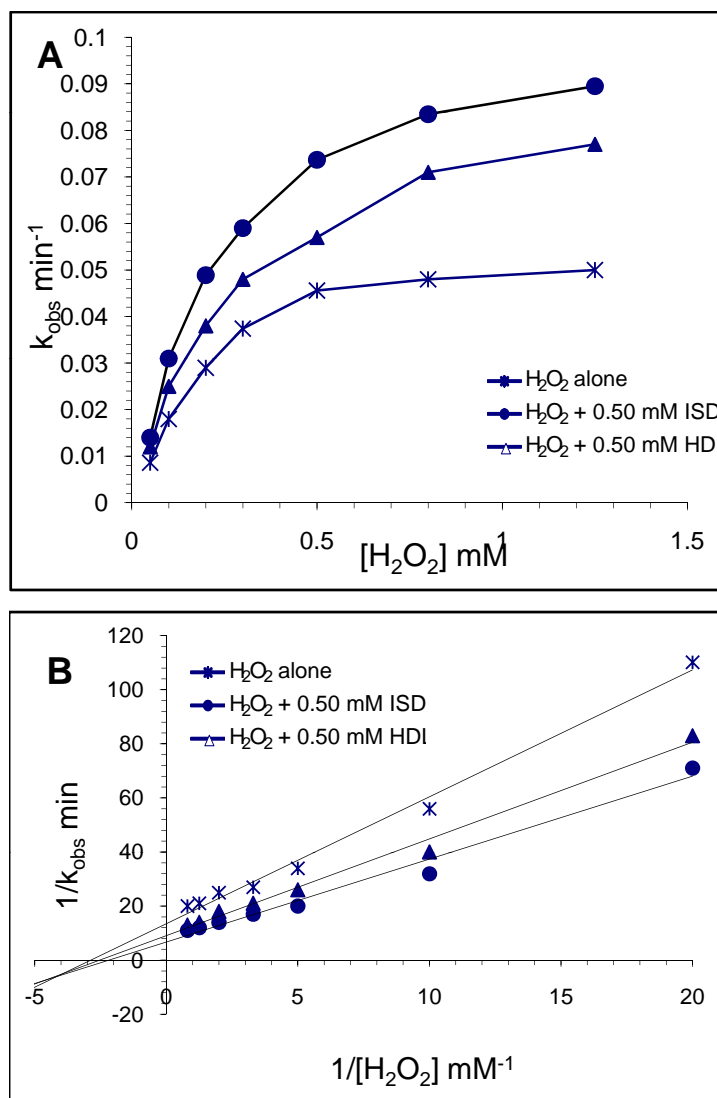 A
0.1
0.09
0.08
0.07
0.06
0.05
0.04
0.03
0.02
0.01
0
k_obs min⁻¹
H₂O₂ alone
H₂O₂ + 0.50 mM ISD
H₂O₂ + 0.50 mM HD
0 0.5 1 1.5
[H₂O₂] mM
B
120
100
80
60
40
20
0
-20
1/k_obs min
H₂O₂ alone
H₂O₂ + 0.50 mM ISD
H₂O₂ + 0.50 mM HDL
-5 0 5 10 15 20
1/[H₂O₂] mM⁻¹